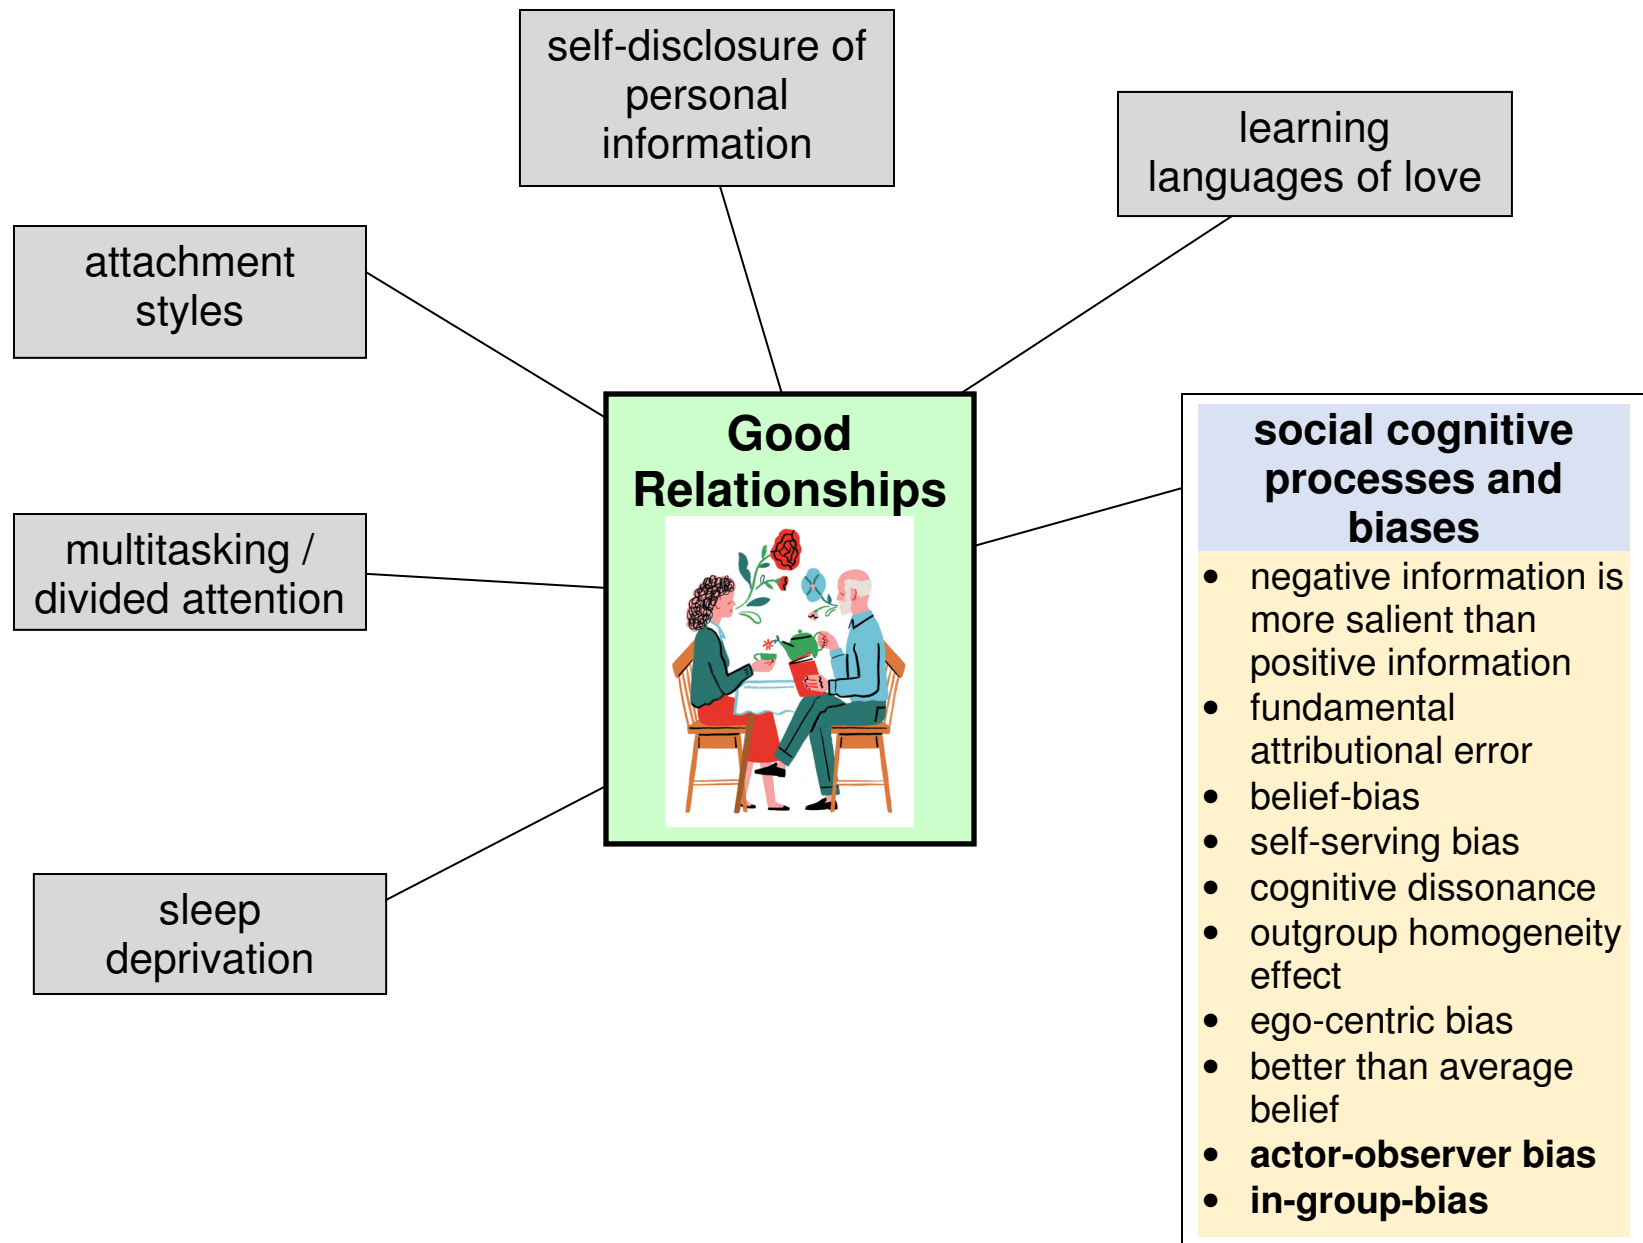 self-disclosure of
personal
information
learning
languages of love
attachment
styles
Good
Relationships
social cognitive
processes and
biases
• negative information is
more salient than
positive information
• fundamental
attributional error
• belief-bias
• self-serving bias
• cognitive dissonance
• outgroup homogeneity
effect
• ego-centric bias
• better than average
belief
• actor-observer bias
• in-group-bias
multitasking /
divided attention
sleep
deprivation